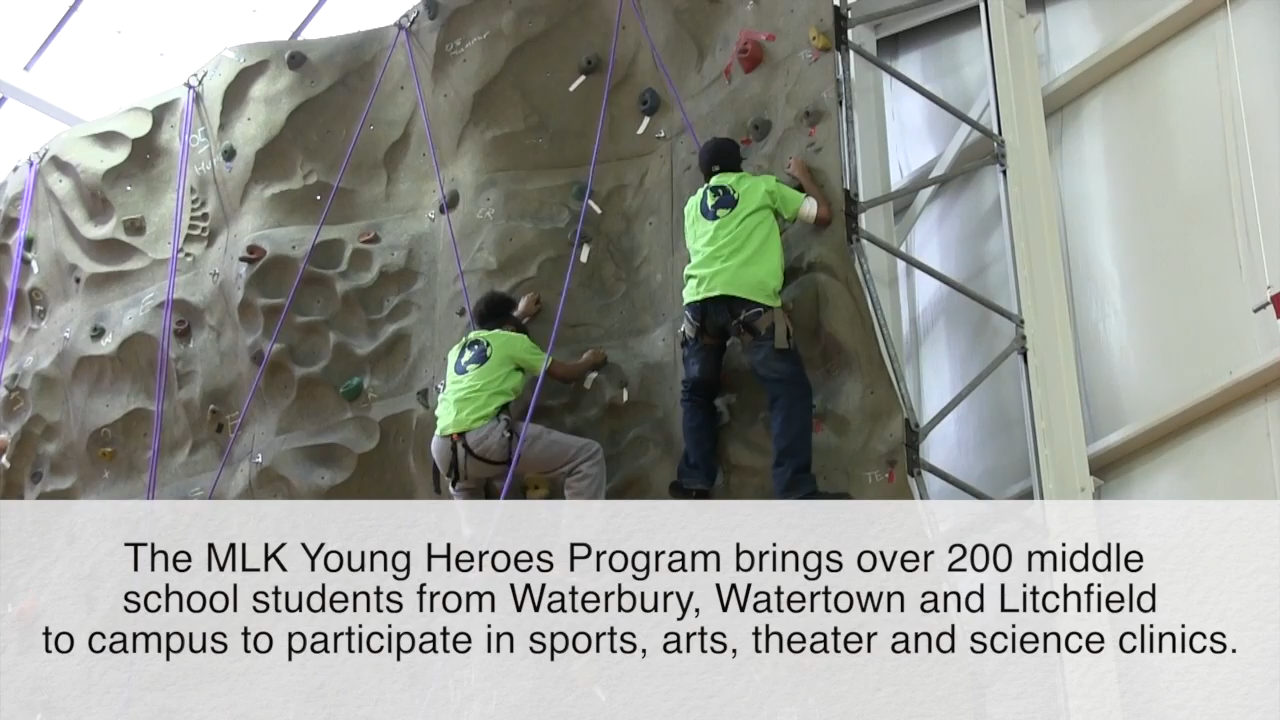 The MLK Young Heroes Program brings over 200 middle
school students from Waterbury, Watertown and Litchfield
to campus to participate in sports, arts, theater and science clinics.